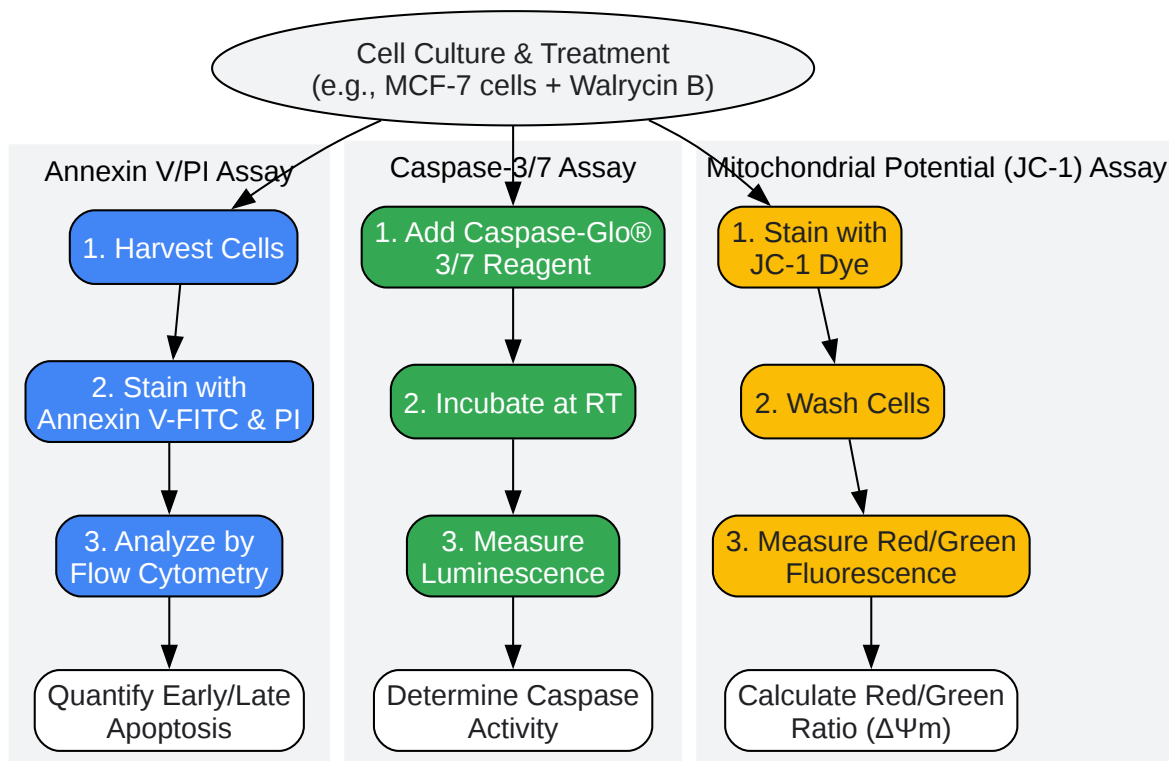 Cell Culture & Treatment
(e.g., MCF-7 cells + Walrycin B)
Annexin V/PI Assay
1. Harvest Cells
2. Stain with
Annexin V-FITC & PI
3. Analyze by
Flow Cytometry
Quantify Early/Late
Apoptosis
Caspase-3/7 Assay
1. Add Caspase-Glo®
3/7 Reagent
2. Incubate at RT
3. Measure
Luminescence
Determine Caspase
Activity
Mitochondrial Potential (JC-1) Assay
1. Stain with
JC-1 Dye
2. Wash Cells
3. Measure Red/Green
Fluorescence
Calculate Red/Green
Ratio (ΔΨm)